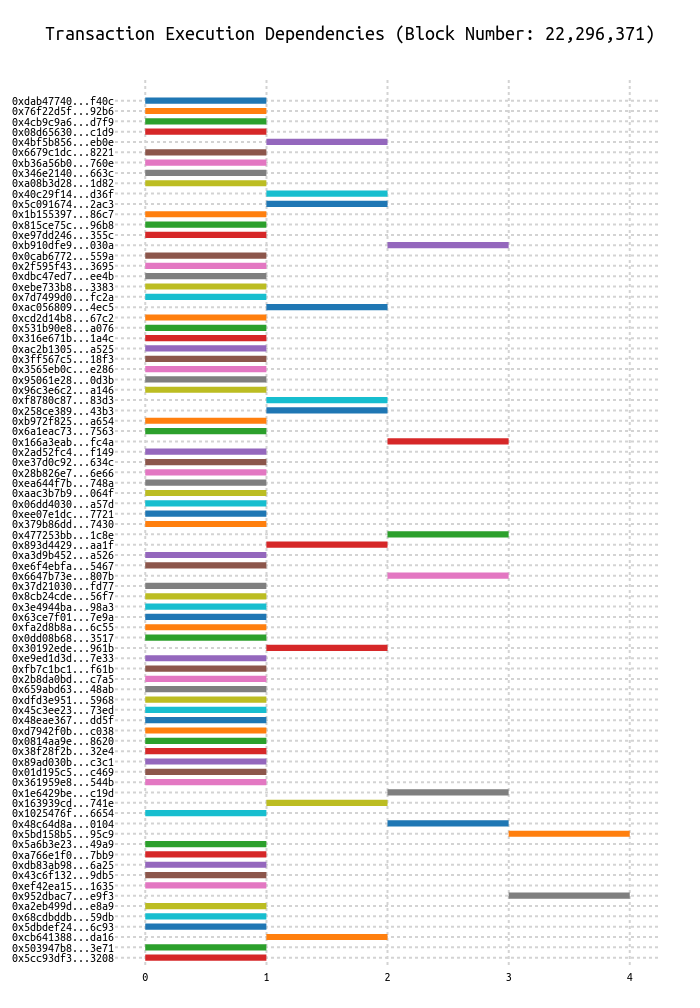 Transaction Execution Dependencies (Block Number: 22,296,371)
0xdab47740...f40c
0x76f22d5f...92b6
0x4cb9c9a6...d7f9
0x08d65630...c1d9
0x4bf5b856...eb0e
0x6679c1dc...8221
0xb36a56b0...760e
0x346e2140...663c
0xa08b3d28...1d82
0x40c29f14...d36f
0x5c091674...2ac3
0x1b155397...86c7
0x815ce75c...96b8
0xe97dd246...355c
0xb910dfe9...030a
0x0cab6772...559a
0x2f595f43...3695
0xdbc47ed7...ee4b
0xebe733b8...3383
0x7d7499d0...fc2a
0xac056809...4ec5
0xcd2d14b8...67c2
0x531b90e8...a076
0x316e671b...1a4c
0xac2b1305...a525
0x3ff567c5...18f3
0x3565eb0c...e286
0x95061e28...0d3b
0x96c3e6c2...a146
0xf8780c87...83d3
0x258ce389...43b3
0xb972f825...a654
0x6a1eac73...7563
0x166a3eab...fc4a
0x2ad52fc4...f149
0xe37d0c92...634c
0x28b826e7...6e66
0xea644f7b...748a
0xaac3b7b9...064f
0x06dd4030...a57d
0xee07e1dc...7721
0x379b86dd...7430
0x477253bb...1c8e
0x893d4429...aa1f
0xa3d9b452...a526
0xe6f4ebfa...5467
0x6647b73e...807b
0x37d21030...fd77
0x8cb24cde...56f7
0x3e4944ba...98a3
0x63ce7f01...7e9a
0xfa2d8b8a...6c55
0x0dd08b68...3517
0x30192ede...961b
0xe9ed1d3d...7e33
0xfb7c1bc1...f61b
0x2b8da0bd...c7a5
0x659abd63...48ab
0xdfd3e951...5968
0x45c3ee23...73ed
0x48eae367...dd5f
0xd7942f0b...c038
0x0814aa9e...8620
0x38f28f2b...32e4
0x89ad030b...c3c1
0x01d195c5...c469
0x361959e8...544b
0x1e6429be...c19d
0x163939cd...741e
0x1025476f...6654
0x48c64d8a...0104
0x5bd158b5...95c9
0x5a6b3e23...49a9
0xa766e1f0...7bb9
0xdb83ab98...6a25
0x43c6f132...9db5
0xef42ea15...1635
0x952dbac7...e9f3
0xa2eb499d...e8a9
0x68cdbddb...59db
0x5dbdef24...6c93
0xcb641388...da16
0x503947b8...3e71
0x5cc93df3...3208
0 1 2 3 4